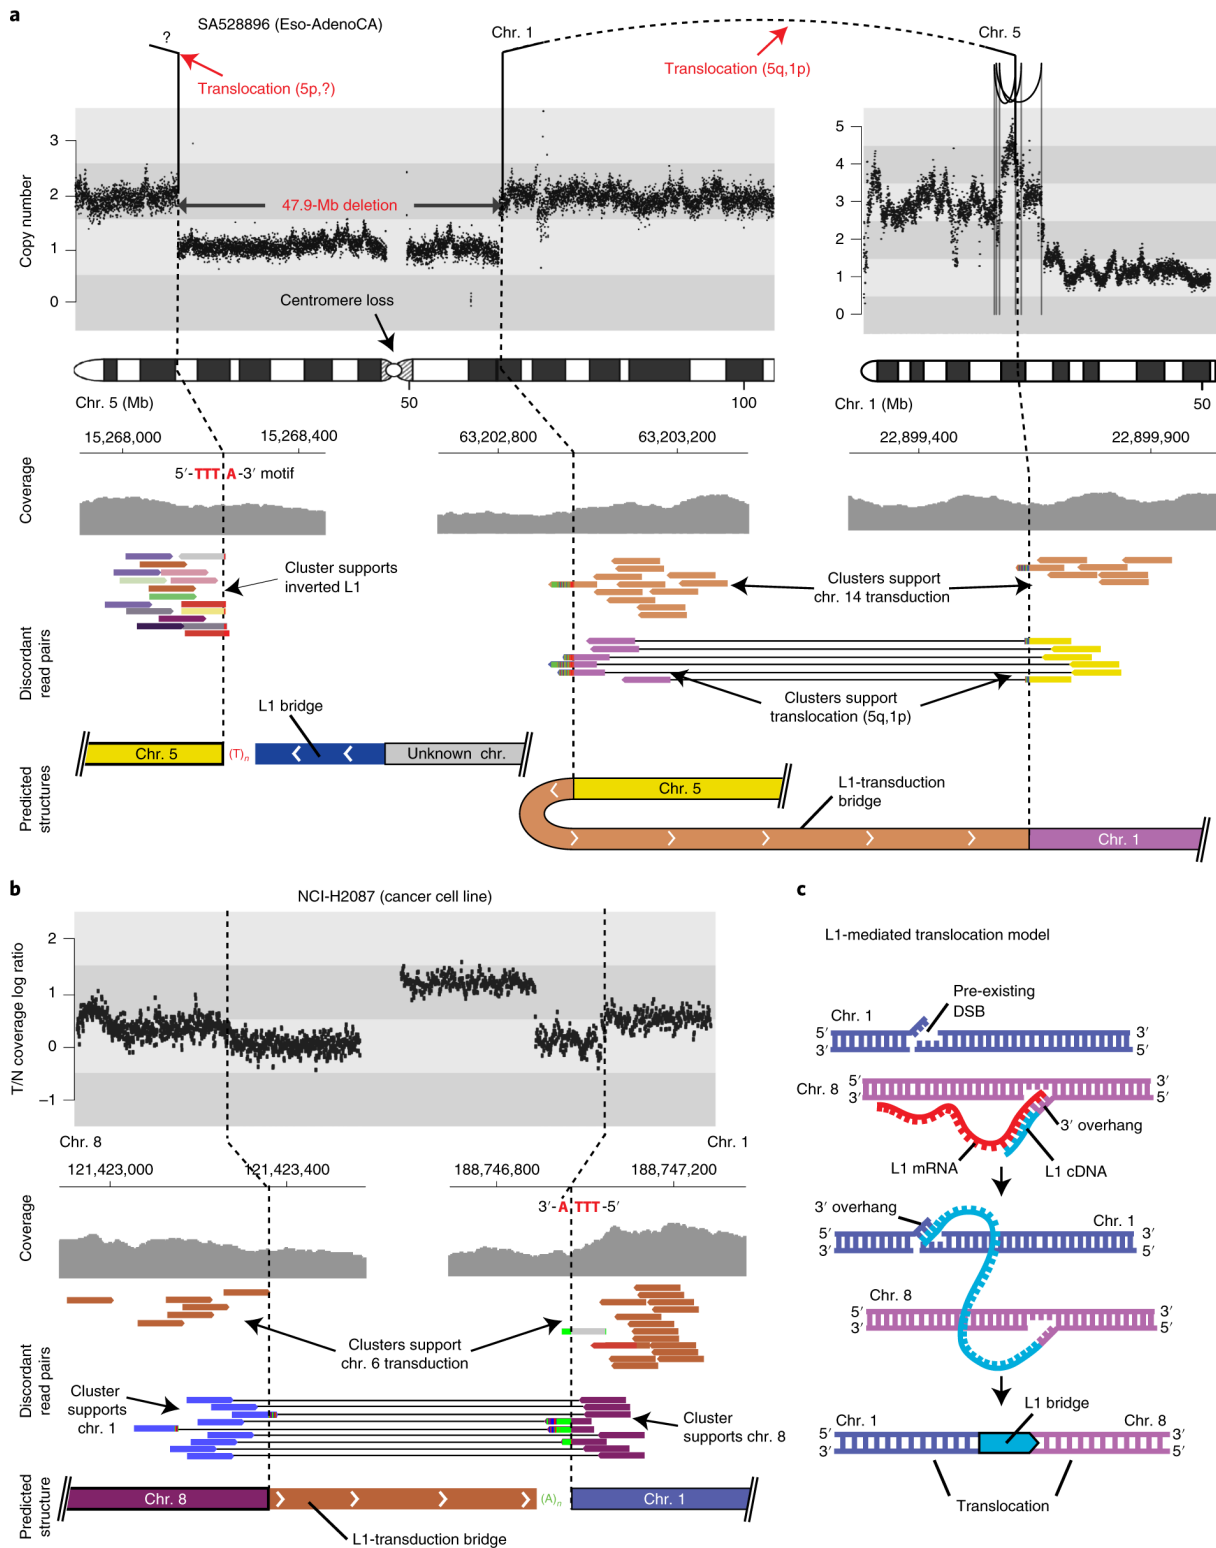 a
SA528896 (Eso-AdenoCA)
?
Chr. 1
Chr. 5
Translocation (5p,?)
Translocation (5q,1p)
Copy number
3
2
1
0
47.9-Mb deletion
Centromere loss
5
4
3
2
1
0
Chr. 5 (Mb)
50
100
Chr. 1 (Mb)
50
15,268,000
15,268,400
63,202,800
63,203,200
22,899,400
22,899,900
5′-TTT A-3′ motif
Coverage
Cluster supports
inverted L1
Clusters support
chr. 14 transduction
Discordant
read pairs
Clusters support
translocation (5q,1p)
L1 bridge
Chr. 5
(T)n
Unknown chr.
Predicted
structures
Chr. 5
L1-transduction
bridge
Chr. 1
b
NCI-H2087 (cancer cell line)
T/N coverage log ratio
2
1
0
–1
Chr. 8
Chr. 1
121,423,000
121,423,400
188,746,800
188,747,200
3′-A TTT-5′
Coverage
Clusters support
chr. 6 transduction
Discordant
read pairs
Cluster
supports
chr. 1
Cluster
supports chr. 8
Predicted
structure
Chr. 8
(A)n
Chr. 1
L1-transduction bridge
c
L1-mediated translocation model
Pre-existing
DSB
Chr. 1
5′
3′
3′
5′
Chr. 8
5′
3′
3′
5′
3′ overhang
L1 mRNA
L1 cDNA
3′ overhang
Chr. 1
5′
3′
3′
5′
Chr. 8
5′
3′
3′
5′
L1 bridge
Chr. 1
Chr. 8
5′
3′
3′
5′
Translocation